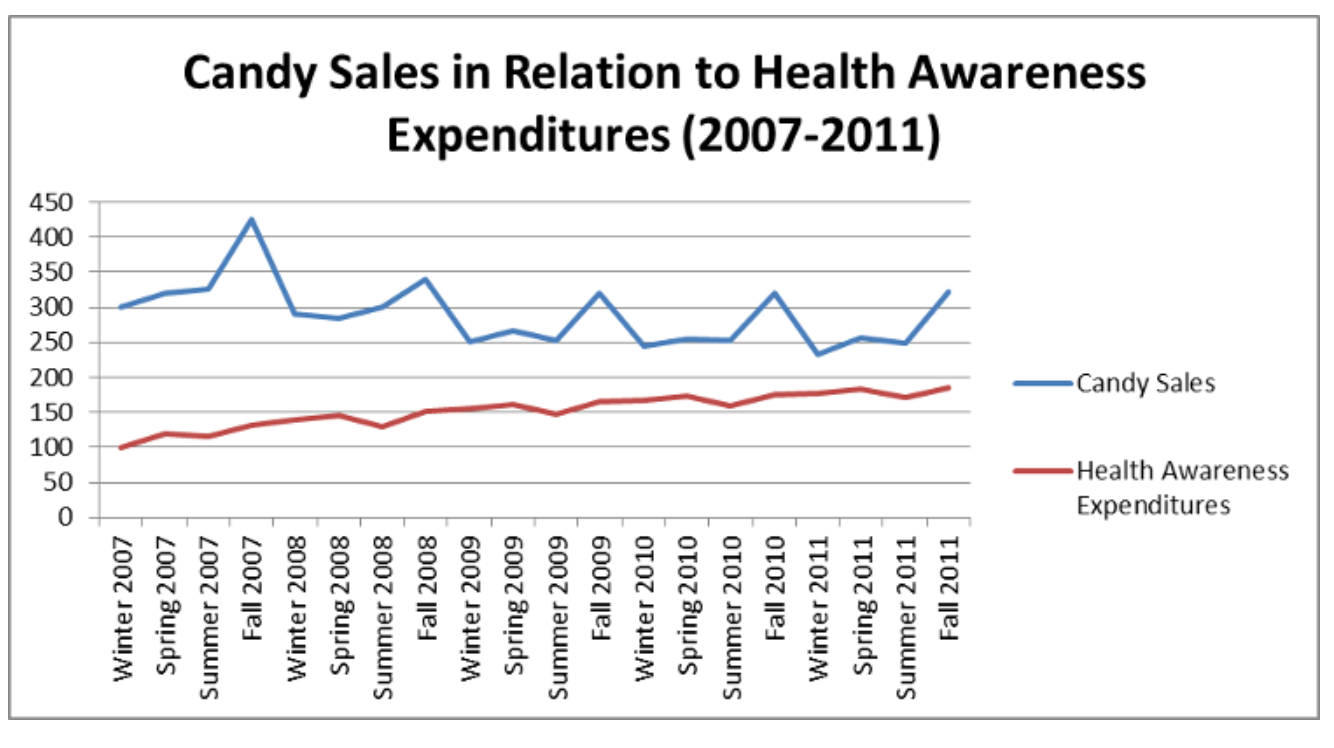 Candy Sales in Relation to Health Awareness
Expenditures (2007-2011)
450
400
350
300
250
200
150
100
50
0
Winter 2007
Spring 2007
Summer 2007
Fall 2007
Winter 2008
Spring 2008
Summer 2008
Fall 2008
Winter 2009
Spring 2009
Summer 2009
Fall 2009
Winter 2010
Spring 2010
Summer 2010
Fall 2010
Winter 2011
Spring 2011
Summer 2011
Fall 2011
Candy Sales
Health Awareness
Expenditures